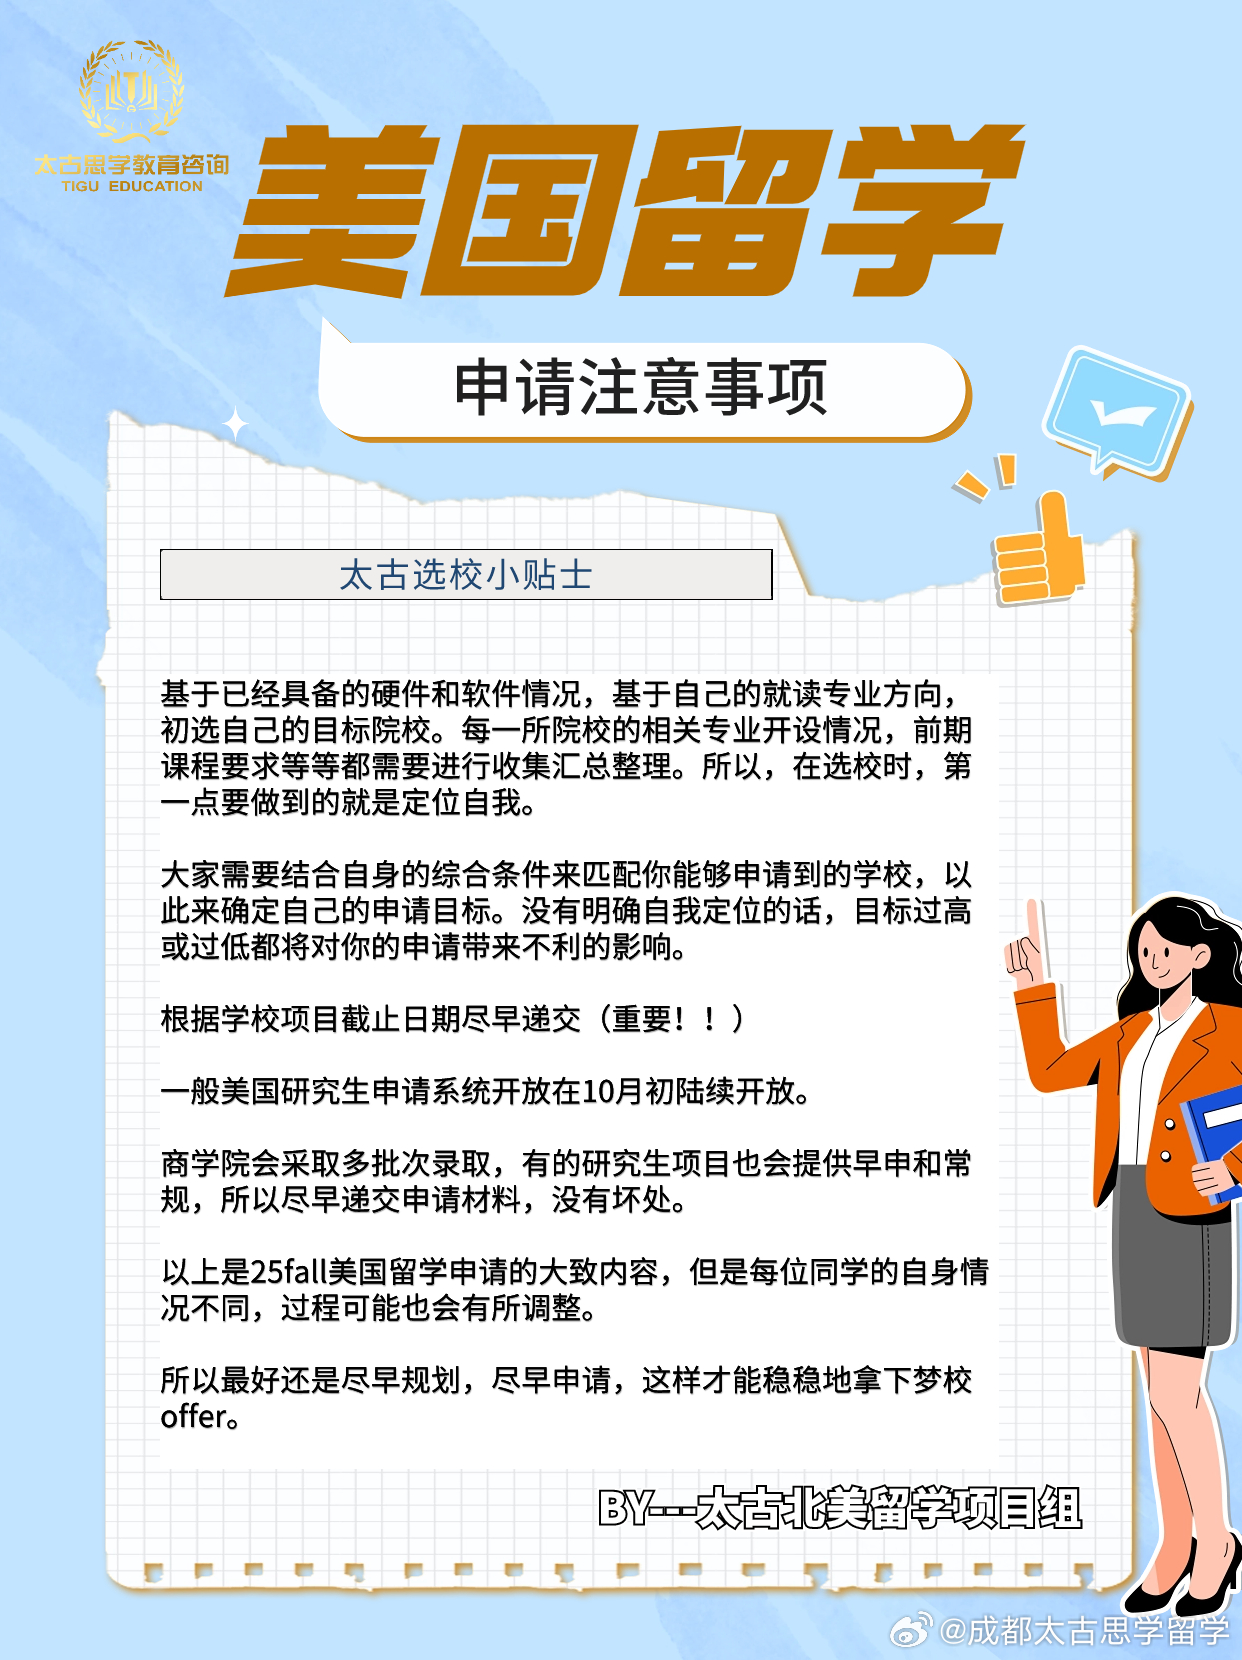 太古思学教育咨询
TIGU EDUCATION
美国留学
申请注意事项
太古选校小贴士
基于已经具备的硬件和软件情况，基于自己的就读专业方向，
初选自己的目标院校。每一所院校的相关专业开设情况，前期
课程要求等等都需要进行收集汇总整理。所以，在选校时，第
一点要做到的就是定位自我。
大家需要结合自身的综合条件来匹配你能够申请到的学校，以
此来确定自己的申请目标。没有明确自我定位的话，目标过高
或过低都将对你的申请带来不利的影响。
根据学校项目截止日期尽早递交（重要！！）
一般美国研究生申请系统开放在10月初陆续开放。
商学院会采取多批次录取，有的研究生项目也会提供早申和常
规，所以尽早递交申请材料，没有坏处。
以上是25fall美国留学申请的大致内容，但是每位同学的自身情
况不同，过程可能也会有所调整。
所以最好还是尽早规划，尽早申请，这样才能稳稳地拿下梦校
offer。
BY---太古北美留学项目组
@成都太古思学留学